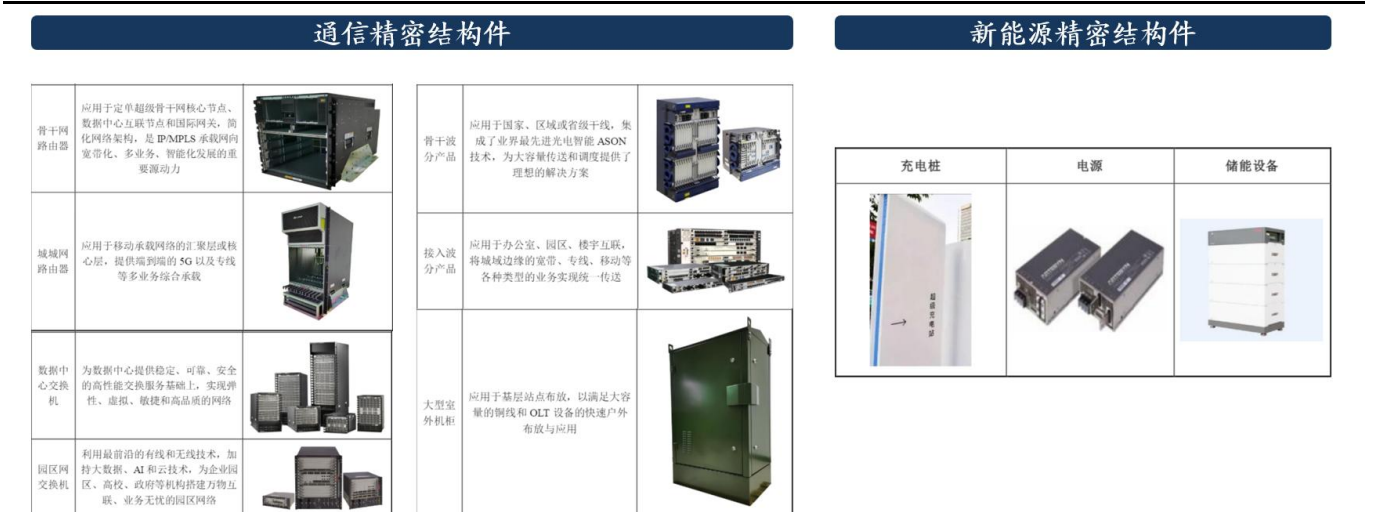 通信精密结构件
骨干网
路由器
应用于定单超级骨干网核心节点、
数据中心互联节点和国际网关，简
化网络架构，是 IP/MPLS 承载网向
宽带化、多业务、智能化发展的重
要源动力
城域网
路由器
应用于移动承载网络的汇聚层或核
心层，提供端到端的 5G 以及专线
等多业务综合承载
数据中
心交换
机
为数据中心提供稳定、可靠、安全
的高性能交换服务基础上，实现弹
性、虚拟、敏捷和高品质的网络
园区网
交换机
利用最前沿的有线和无线技术，加
持大数据、AI 和云技术，为企业园
区、高校、政府等机构搭建万物互
联、业务无忧的园区网络
骨干波
分产品
应用于国家、区域或省级干线，集
成了业界最先进光电智能 ASON
技术，为大容量传送和调度提供了
理想的解决方案
接入波
分产品
应用于办公室、园区、楼宇互联，
将城域边缘的宽带、专线、移动等
各种类型的业务实现统一传送
大型室
外机柜
应用于基层站点布放，以满足大容
量的铜线和 OLT 设备的快速户外
布放与应用
新能源精密结构件
充电桩
电源
储能设备
超级充电站